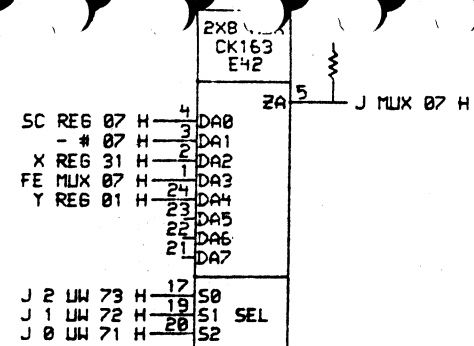 2X8
CK163
E42
ZA 5 J MUX 07 H
SC REG 07 H 4 DA0
- # 07 H 3 DA1
X REG 31 H 2 DA2
FE MUX 07 H 1 DA3
Y REG 01 H 24 DA4
23 DA5
22 DA6
21 DA7
J 2 UW 73 H 17 S0
J 1 UW 72 H 19 S1 SEL
J 0 UW 71 H 20 S2